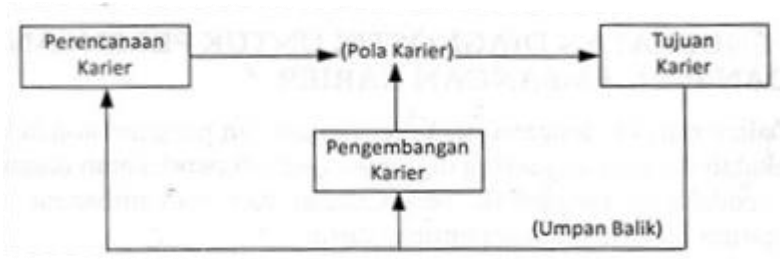 Perencanaan
Karier
(Pola Karier)
Tujuan
Karier
Pengembangan
Karier
(Umpan Balik)